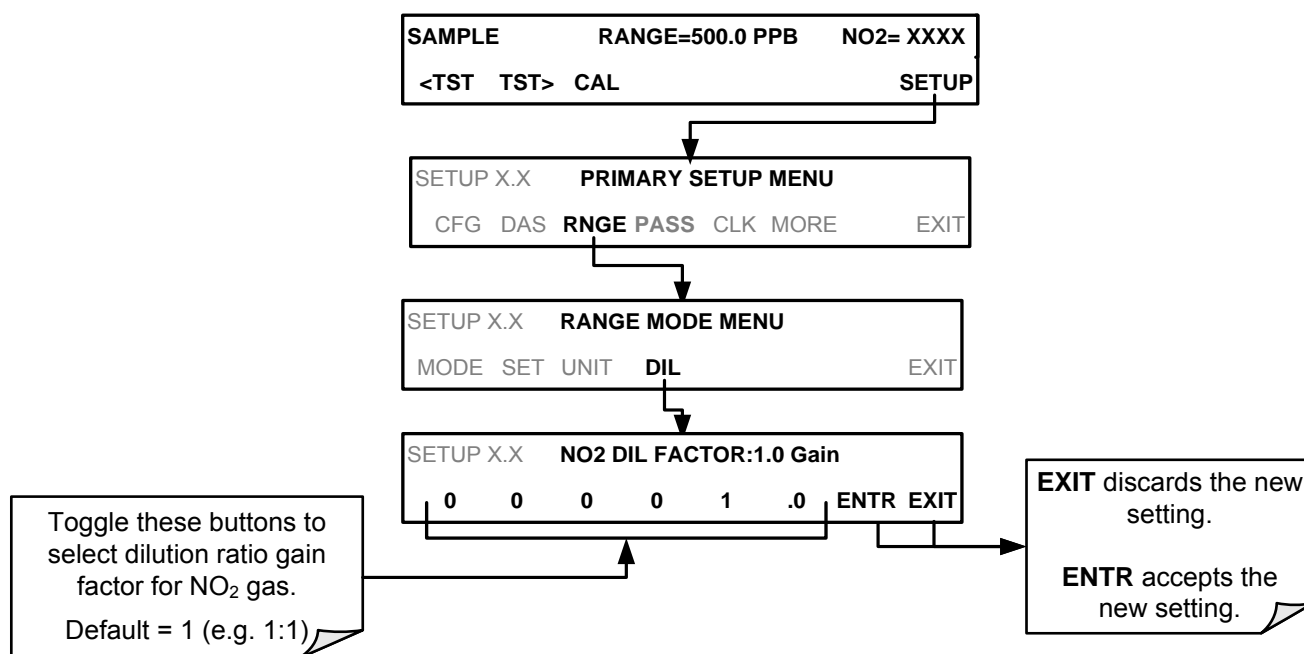 SAMPLE RANGE=500.0 PPB NO2= XXXX
<TST TST> CAL SETUP
SETUP X.X PRIMARY SETUP MENU
CFG DAS RNGE PASS CLK MORE EXIT
SETUP X.X RANGE MODE MENU
MODE SET UNIT DIL EXIT
SETUP X.X NO2 DIL FACTOR:1.0 Gain
0 0 0 0 1 .0 ENTR EXIT
Toggle these buttons to
select dilution ratio gain
factor for NO₂ gas.
Default = 1 (e.g. 1:1)
EXIT discards the new
setting.
ENTR accepts the
new setting.